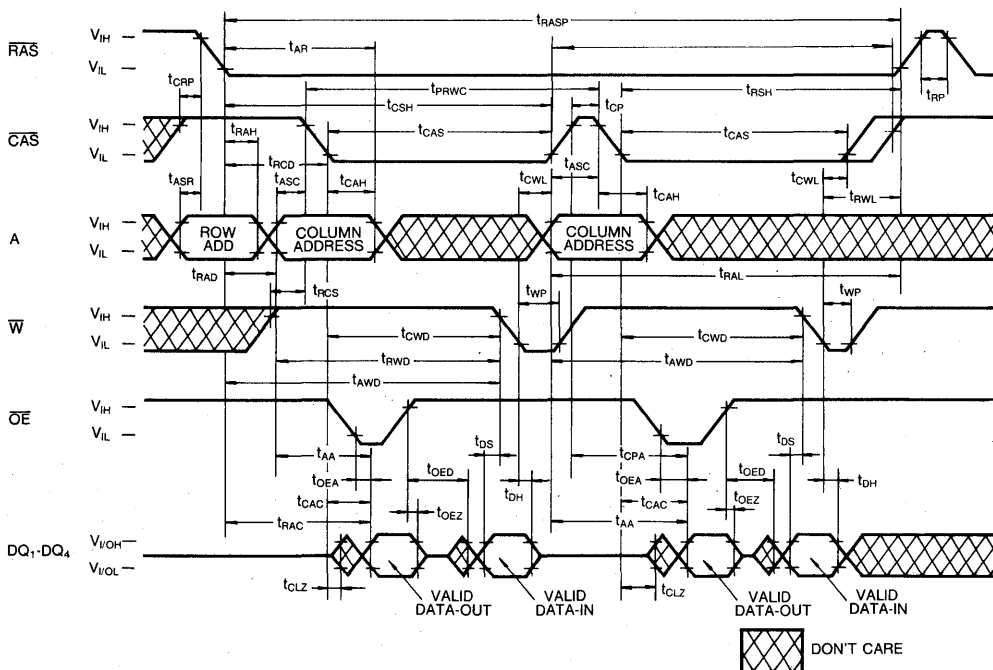 tRASP
RAS VIH VIL
tAR
tCRP
tPRWC
tCP
tRSH
tRP
tCSH
CAS VIH VIL
tRAH
tCAS
tCAS
tRCD
tASR
tASC
tCAH
tCWL
tASC
tCAH
tCWL
tRWL
A VIH VIL
ROW ADD
COLUMN ADDRESS
COLUMN ADDRESS
tRAD
tRAL
tRCS
tWP
tWP
W VIH VIL
tCWD
tCWD
tRWD
tAWD
tAWD
OE VIH VIL
tAA
tDS
tCPA
tDS
tOEA
tOED
tOEA
tOED
tCAC
tDH
tCAC
tDH
tOEZ
tOEZ
tRAC
tAA
DQ1-DQ4 VI/OH VI/OL
tCLZ
tCLZ
VALID DATA-OUT
VALID DATA-IN
VALID DATA-OUT
VALID DATA-IN
DON'T CARE